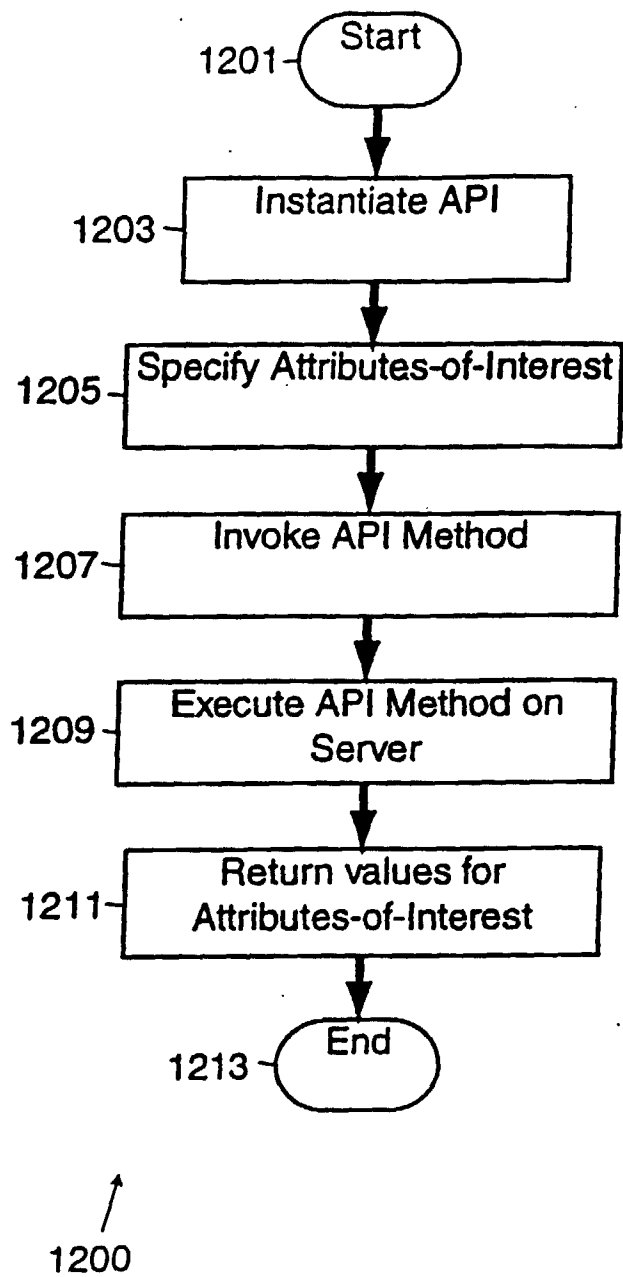 Start
1201
Instantiate API
1203
Specify Attributes-of-Interest
1205
Invoke API Method
1207
Execute API Method on
Server
1209
Return values for
Attributes-of-Interest
1211
End
1213
1200